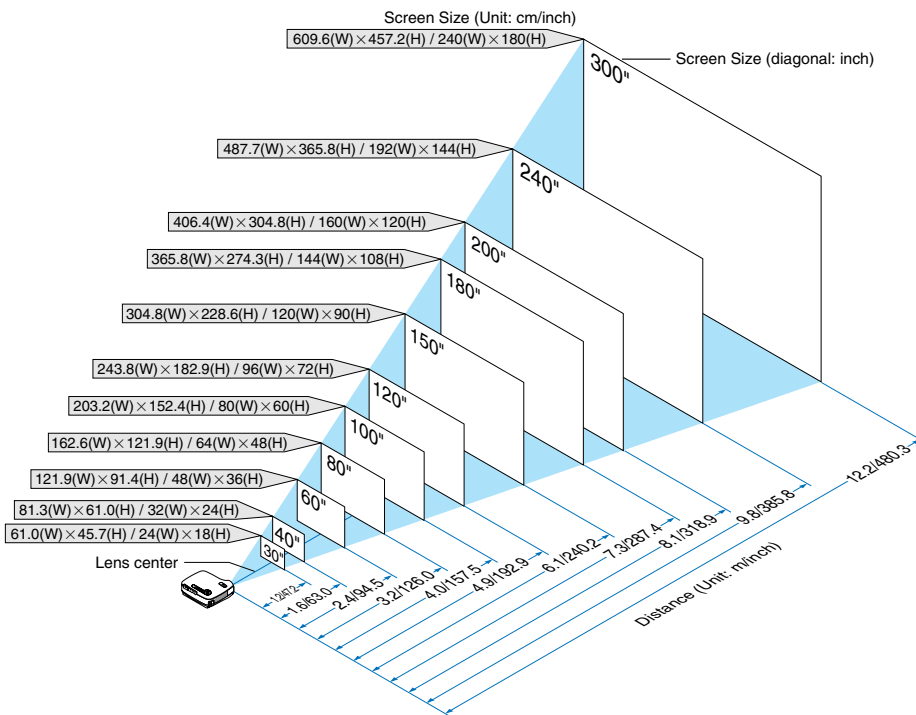 Screen Size (Unit: cm/inch)
609.6(W)×457.2(H) / 240(W)×180(H)
Screen Size (diagonal: inch)
300"
487.7(W)×365.8(H) / 192(W)×144(H)
240"
406.4(W)×304.8(H) / 160(W)×120(H)
200"
365.8(W)×274.3(H) / 144(W)×108(H)
180"
304.8(W)×228.6(H) / 120(W)×90(H)
150"
243.8(W)×182.9(H) / 96(W)×72(H)
120"
203.2(W)×152.4(H) / 80(W)×60(H)
100"
162.6(W)×121.9(H) / 64(W)×48(H)
80"
121.9(W)×91.4(H) / 48(W)×36(H)
60"
81.3(W)×61.0(H) / 32(W)×24(H)
40"
61.0(W)×45.7(H) / 24(W)×18(H)
30"
Lens center
1.2/47.2
1.6/63.0
2.4/94.5
3.2/126.0
4.0/157.5
4.9/192.9
6.1/240.2
7.3/287.4
8.1/318.9
9.8/385.8
12.2/480.3
Distance (Unit: m/inch)